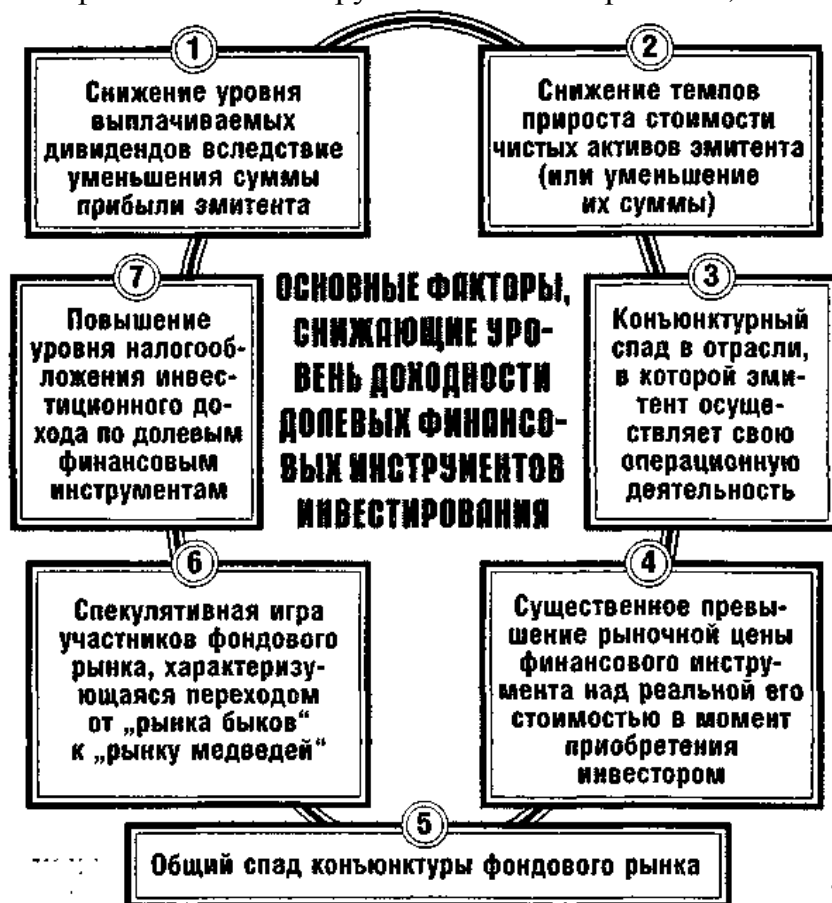 1
Снижение уровня
выплачиваемых
дивидендов вследствие
уменьшения суммы
прибыли эмитента
2
Снижение темпов
прироста стоимости
чистых активов эмитента
(или уменьшение
их суммы)
ОСНОВНЫЕ ФАКТОРЫ,
СНИЖАЮЩИЕ УРО-
ВЕНЬ ДОХОДНОСТИ
ДОЛЕВЫХ ФИНАНСО-
ВЫХ ИНСТРУМЕНТОВ
ИНВЕСТИРОВАНИЯ
3
Конъюнктурный
спад в отрасли,
в которой эми-
тент осуще-
ствляет свою
операционную
деятельность
4
Существенное превы-
шение рыночной цены
финансового инстру-
мента над реальной его
стоимостью в момент
приобретения
инвестором
5
Общий спад конъюнктуры фондового рынка
6
Спекулятивная игра
участников фондового
рынка, характеризу-
ющаяся переходом
от „рынка быков“
к „рынку медведей“
7
Повышение
уровня налогооб-
ложения инвес-
тиционного до-
хода по долевым
финансовым
инструментам